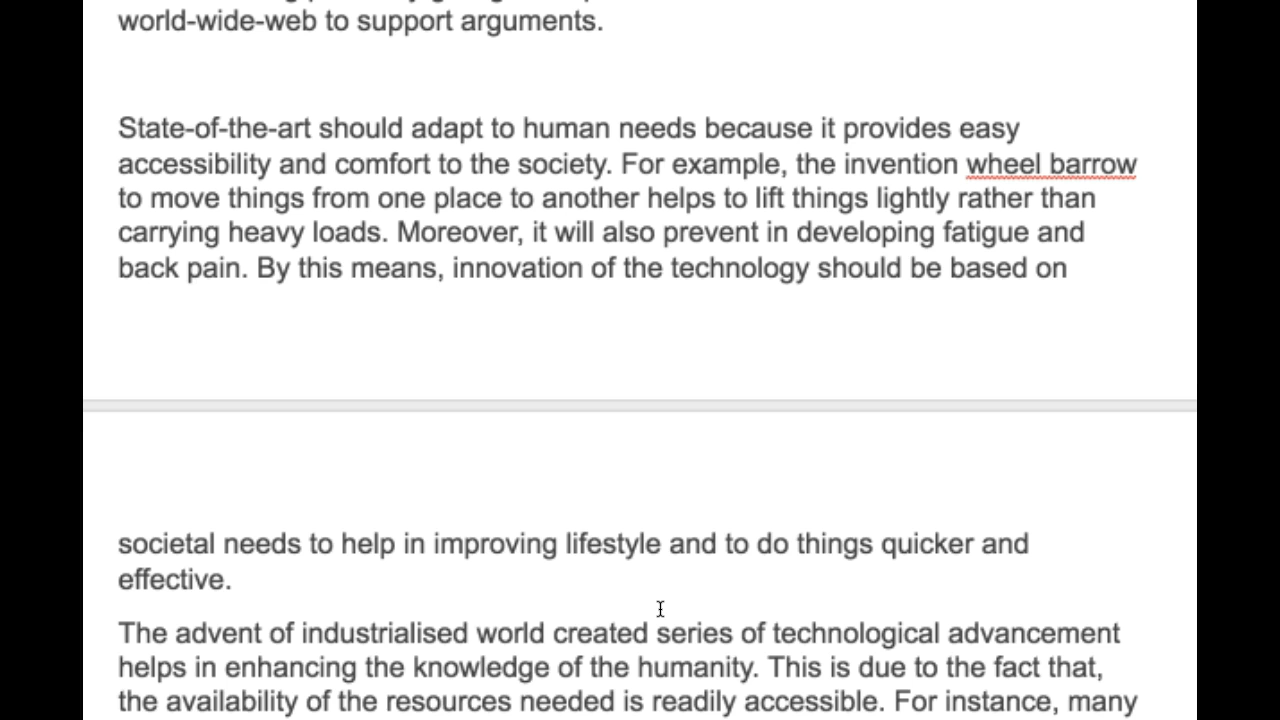 world-wide-web to support arguments.
State-of-the-art should adapt to human needs because it provides easy
accessibility and comfort to the society. For example, the invention wheel barrow
to move things from one place to another helps to lift things lightly rather than
carrying heavy loads. Moreover, it will also prevent in developing fatigue and
back pain. By this means, innovation of the technology should be based on
societal needs to help in improving lifestyle and to do things quicker and
effective.
The advent of industrialised world created series of technological advancement
helps in enhancing the knowledge of the humanity. This is due to the fact that,
the availability of the resources needed is readily accessible. For instance, many